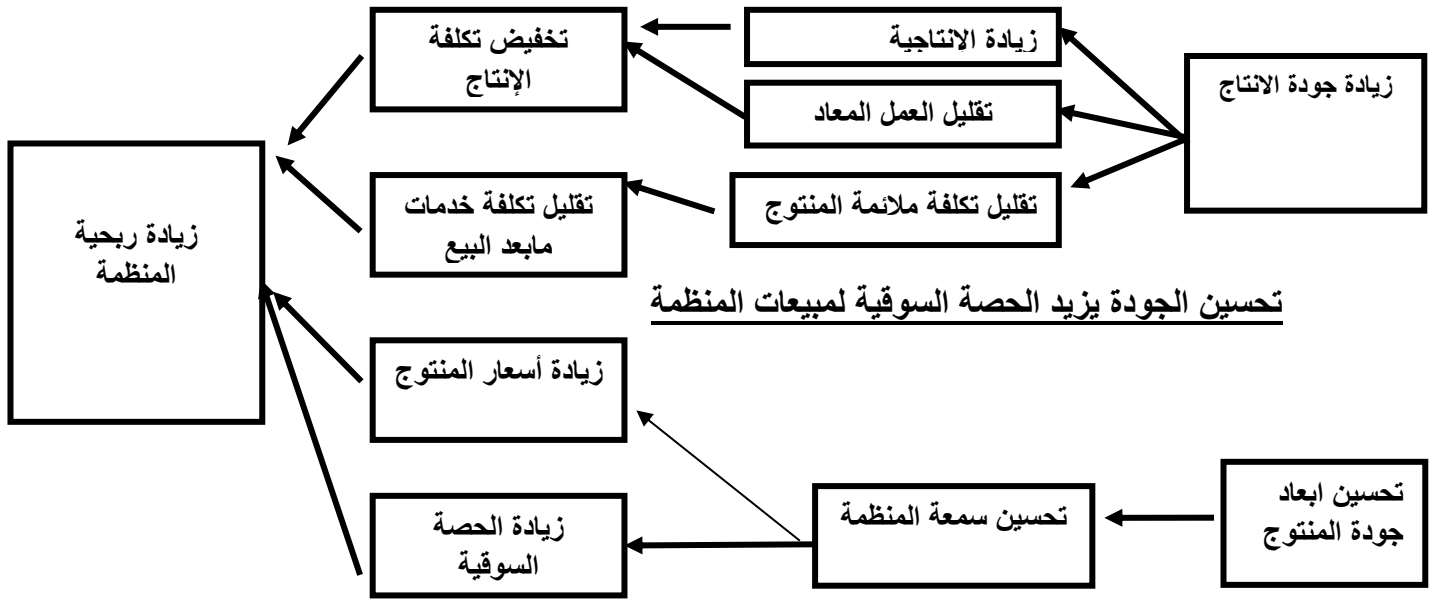 زيادة جودة الانتاج
زيادة الإنتاجية
تقليل العمل المعاد
تقليل تكلفة ملائمة المنتوج
تخفيض تكلفة
الإنتاج
تقليل تكلفة خدمات
مابعد البيع
زيادة ربحية
المنظمة
تحسين الجودة يزيد الحصة السوقية لمبيعات المنظمة
تحسين ابعاد
جودة المنتوج
تحسين سمعة المنظمة
زيادة أسعار المنتوج
زيادة الحصة
السوقية